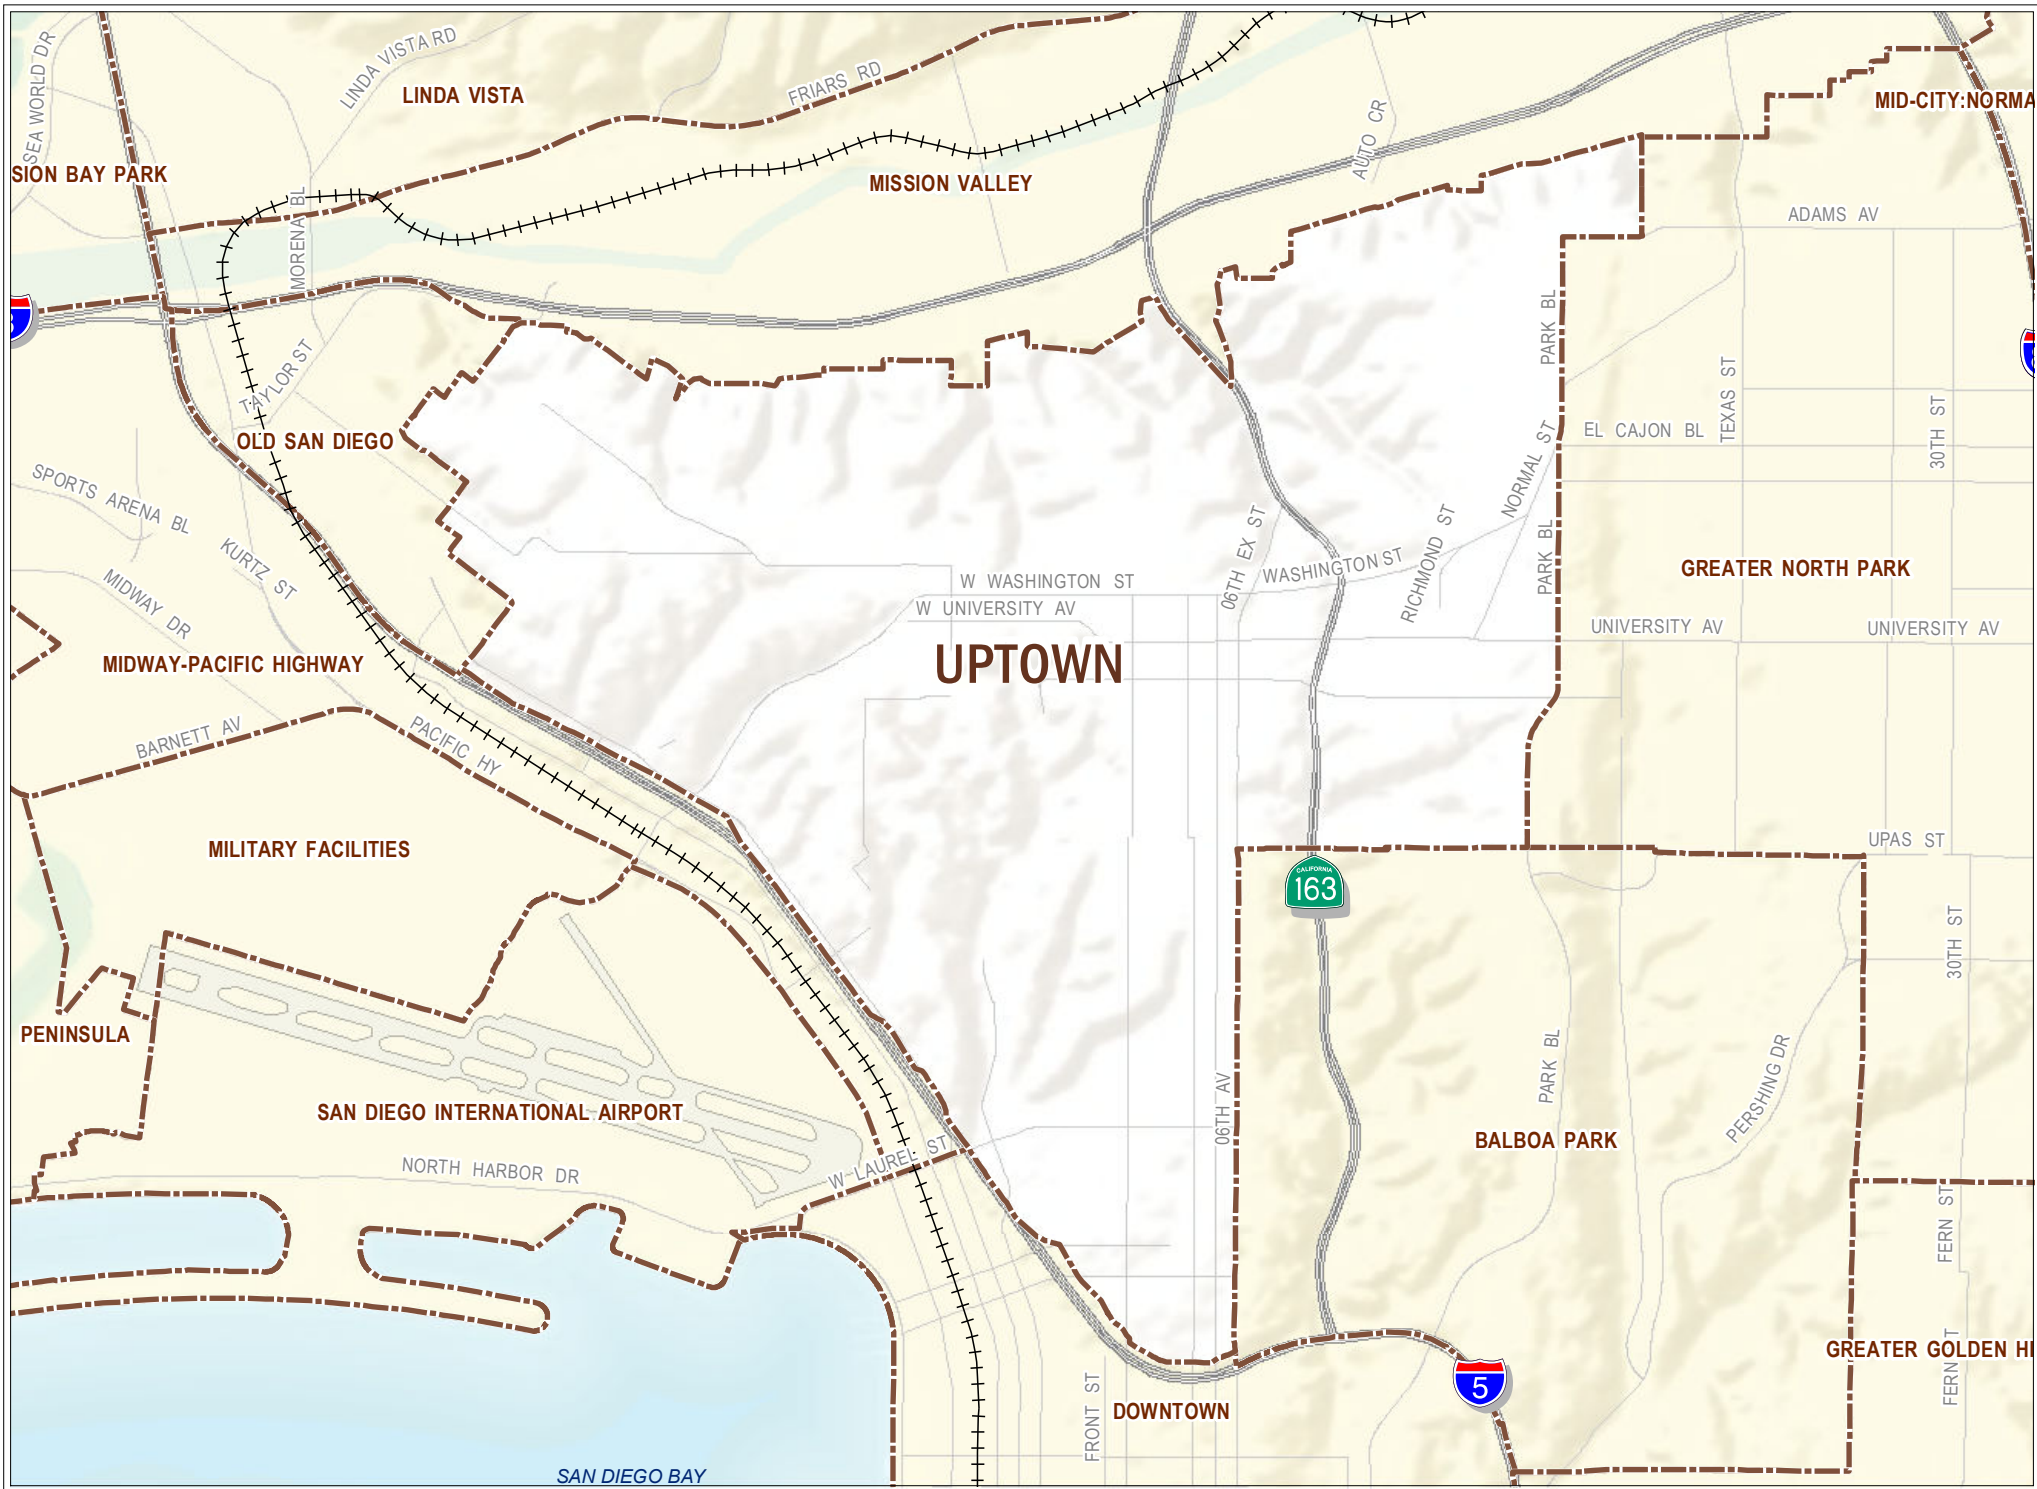 SEA WORLD DR
LINDA VISTA RD
LINDA VISTA
FRIARS RD
AUTO CR
MID-CITY:NORMA
SION BAY PARK
MISSION VALLEY
MORENA BL
ADAMS AV
PARK BL
TAYLOR ST
TEXAS ST
30TH ST
OLD SAN DIEGO
EL CAJON BL
NORMAL ST
SPORTS ARENA BL
KURTZ ST
06TH EX ST
RICHMOND ST
PARK BL
GREATER NORTH PARK
WASHINGTON ST
W WASHINGTON ST
W UNIVERSITY AV
MIDWAY DR
UNIVERSITY AV
UNIVERSITY AV
MIDWAY-PACIFIC HIGHWAY
UPTOWN
BARNETT AV
PACIFIC HY
MILITARY FACILITIES
UPAS ST
CALIFORNIA
163
30TH ST
PENINSULA
PARK BL
PERSHING DR
06TH AV
SAN DIEGO INTERNATIONAL AIRPORT
BALBOA PARK
W LAUREL ST
NORTH HARBOR DR
FERN ST
GREATER GOLDEN HI
FERN ST
5
FRONT ST
DOWNTOWN
SAN DIEGO BAY